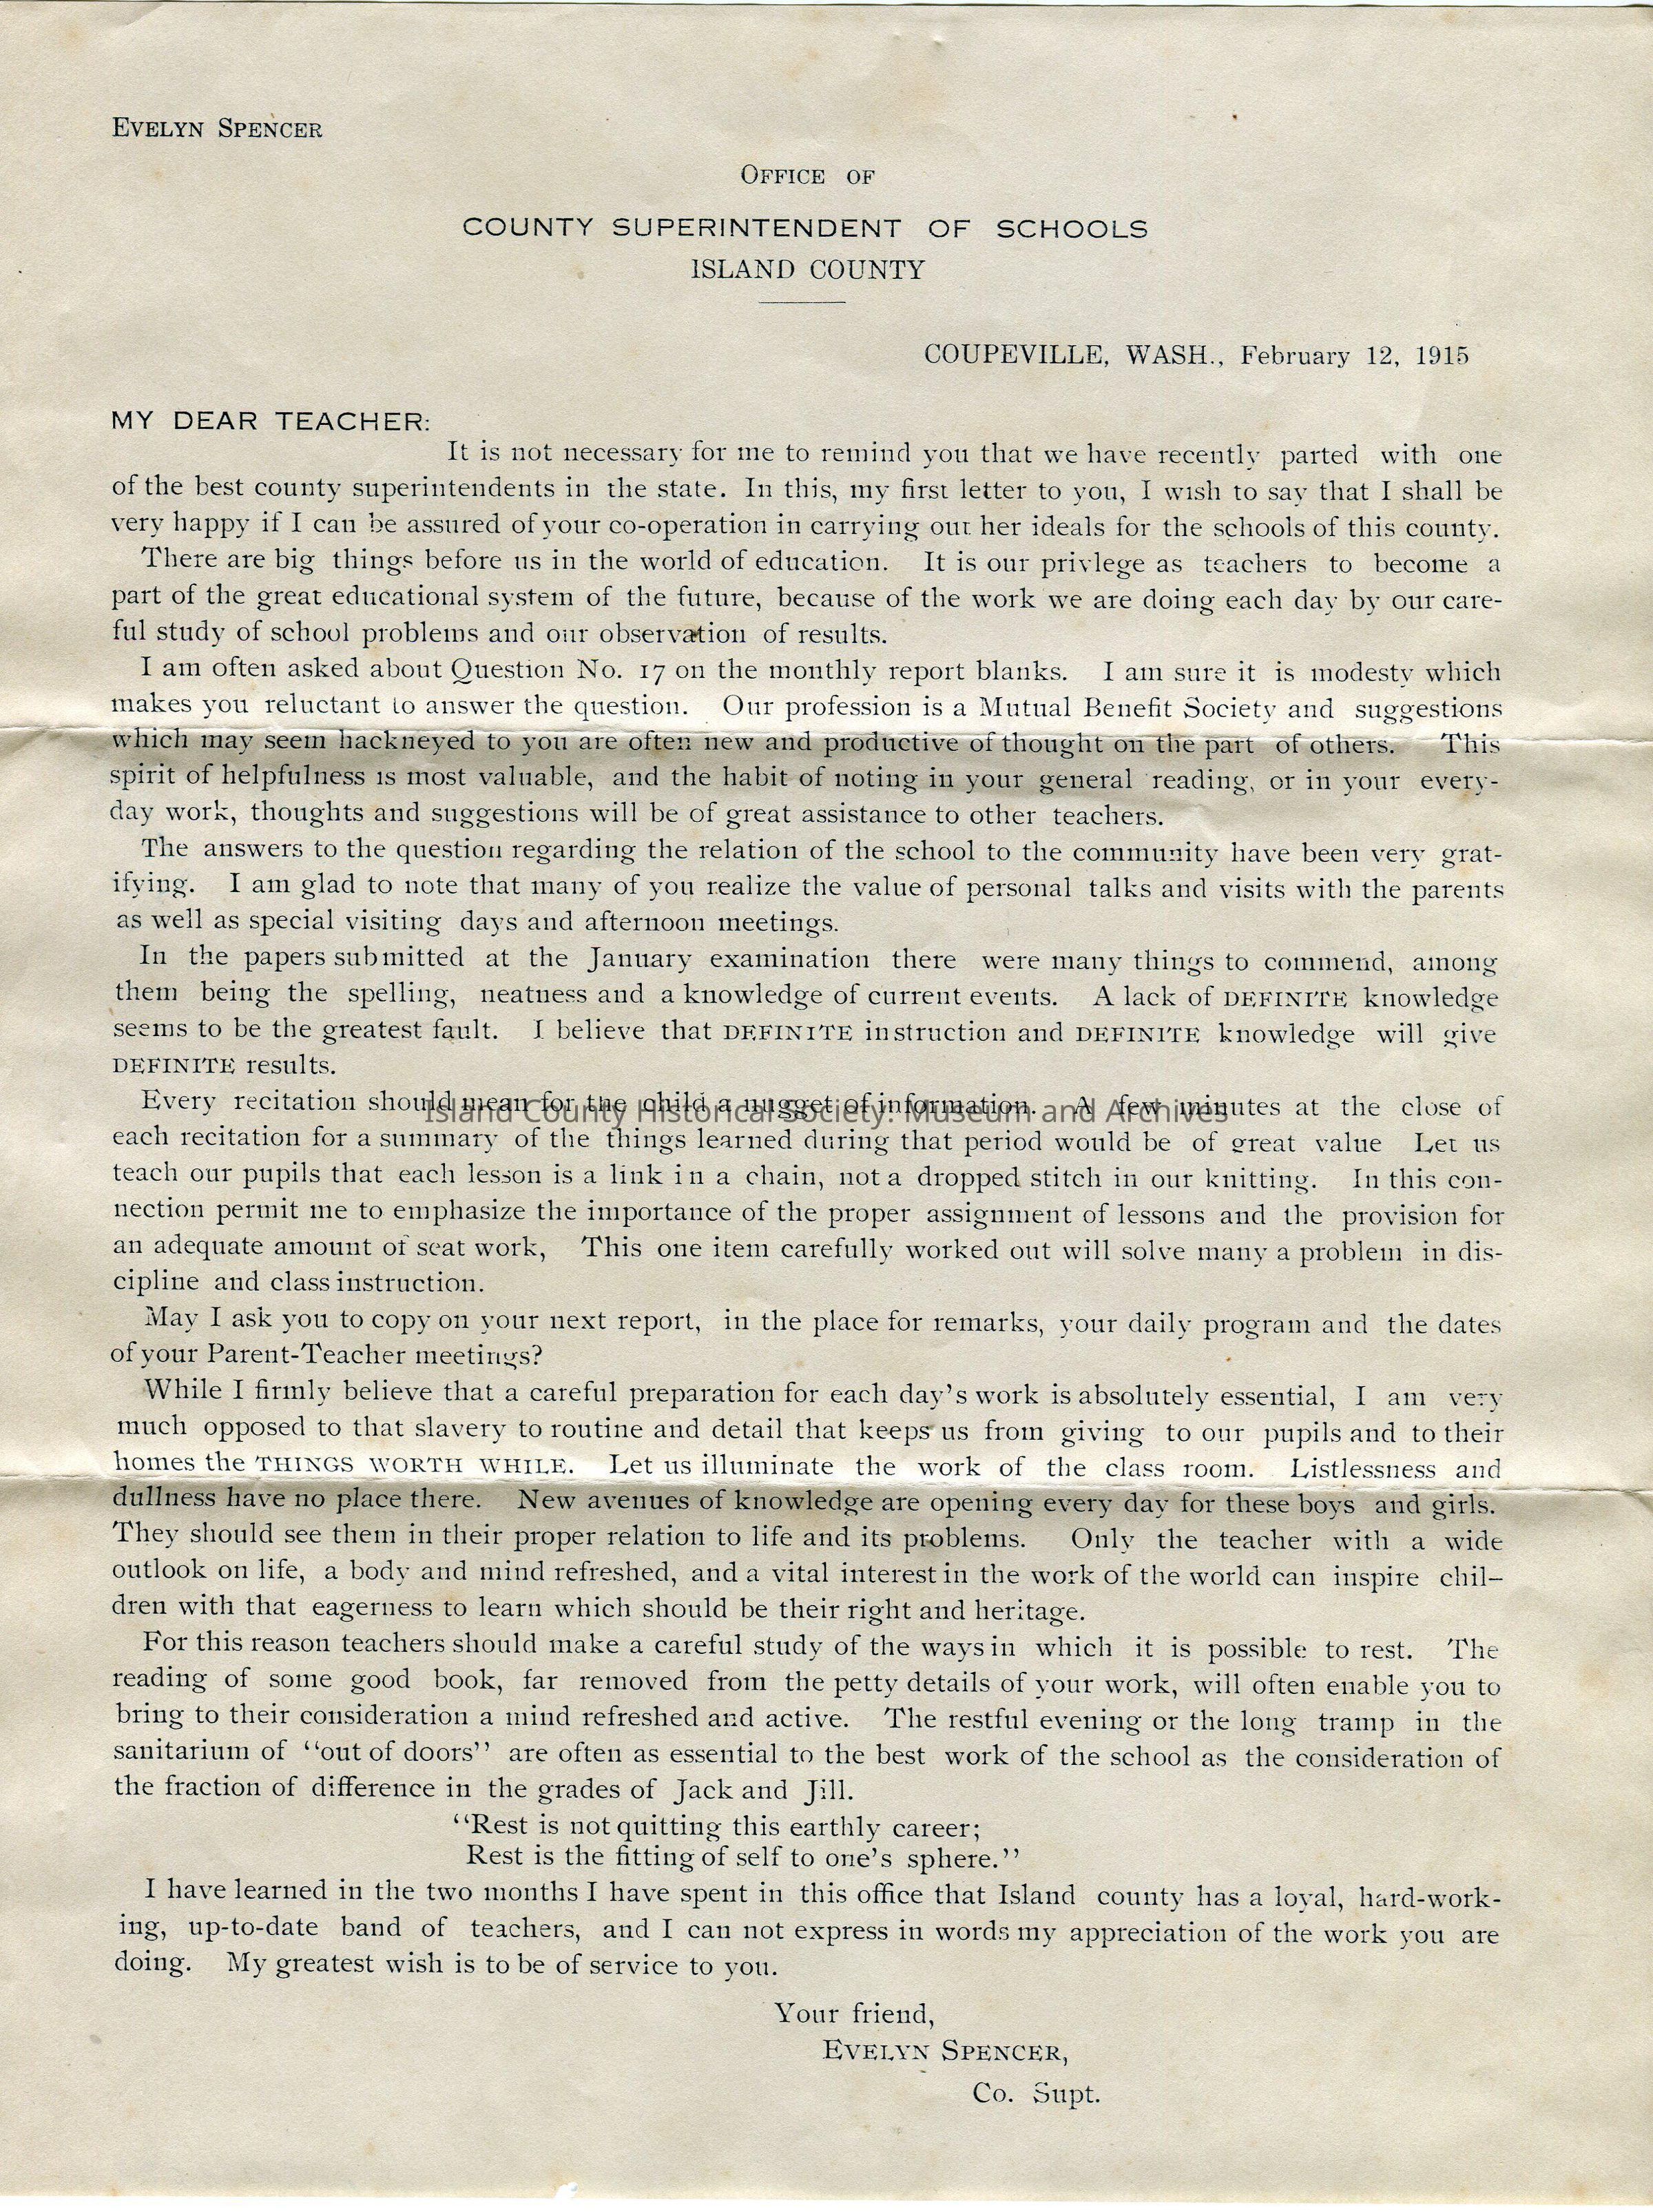 EVELYN SPENCER
OFFICE OF
COUNTY SUPERINTENDENT OF SCHOOLS
ISLAND COUNTY
COUPEVILLE, WASH., February 12, 1915
MY DEAR TEACHER:
It is not necessary for me to remind you that we have recently parted with one
of the best county superintendents in the state. In this, my first letter to you, I wish to say that I shall be
very happy if I can be assured of your co-operation in carrying out her ideals for the schools of this county.
There are big things before us in the world of education. It is our privlege as teachers to become a
part of the great educational system of the future, because of the work we are doing each day by our care-
ful study of school problems and our observation of results.
I am often asked about Question No. 17 on the monthly report blanks. I am sure it is modesty which
makes you reluctant to answer the question. Our profession is a Mutual Benefit Society and suggestions
which may seem hackneyed to you are often new and productive of thought on the part of others. This
spirit of helpfulness is most valuable, and the habit of noting in your general reading, or in your every-
day work, thoughts and suggestions will be of great assistance to other teachers.
The answers to the question regarding the relation of the school to the community have been very grat-
ifying. I am glad to note that many of you realize the value of personal talks and visits with the parents
as well as special visiting days and afternoon meetings.
In the papers submitted at the January examination there were many things to commend, among
them being the spelling, neatness and a knowledge of current events. A lack of DEFINITE knowledge
seems to be the greatest fault. I believe that DEFINITE instruction and DEFINITE knowledge will give
DEFINITE results.
Every recitation should mean for the child a nugget of information. A few minutes at the close of
Island County Historical Society: Museum and Archives
each recitation for a summary of the things learned during that period would be of great value Let us
teach our pupils that each lesson is a link in a chain, not a dropped stitch in our knitting. In this con-
nection permit me to emphasize the importance of the proper assignment of lessons and the provision for
an adequate amount of seat work, This one item carefully worked out will solve many a problem in dis-
cipline and class instruction.
May I ask you to copy on your next report, in the place for remarks, your daily program and the dates
of your Parent-Teacher meetings?
While I firmly believe that a careful preparation for each day's work is absolutely essential, I am very
much opposed to that slavery to routine and detail that keeps us from giving to our pupils and to their
homes the THINGS WORTH WHILE. Let us illuminate the work of the class room. Listlessness and
dullness have no place there. New avenues of knowledge are opening every day for these boys and girls.
They should see them in their proper relation to life and its problems. Only the teacher with a wide
outlook on life, a body and mind refreshed, and a vital interest in the work of the world can inspire chil-
dren with that eagerness to learn which should be their right and heritage.
For this reason teachers should make a careful study of the ways in which it is possible to rest. The
reading of some good book, far removed from the petty details of your work, will often enable you to
bring to their consideration a mind refreshed and active. The restful evening or the long tramp in the
sanitarium of "out of doors" are often as essential to the best work of the school as the consideration of
the fraction of difference in the grades of Jack and Jill.
"Rest is not quitting this earthly career;
Rest is the fitting of self to one's sphere."
I have learned in the two months I have spent in this office that Island county has a loyal, hard-work-
ing, up-to-date band of teachers, and I can not express in words my appreciation of the work you are
doing. My greatest wish is to be of service to you.
Your friend,
EVELYN SPENCER,
Co. Supt.